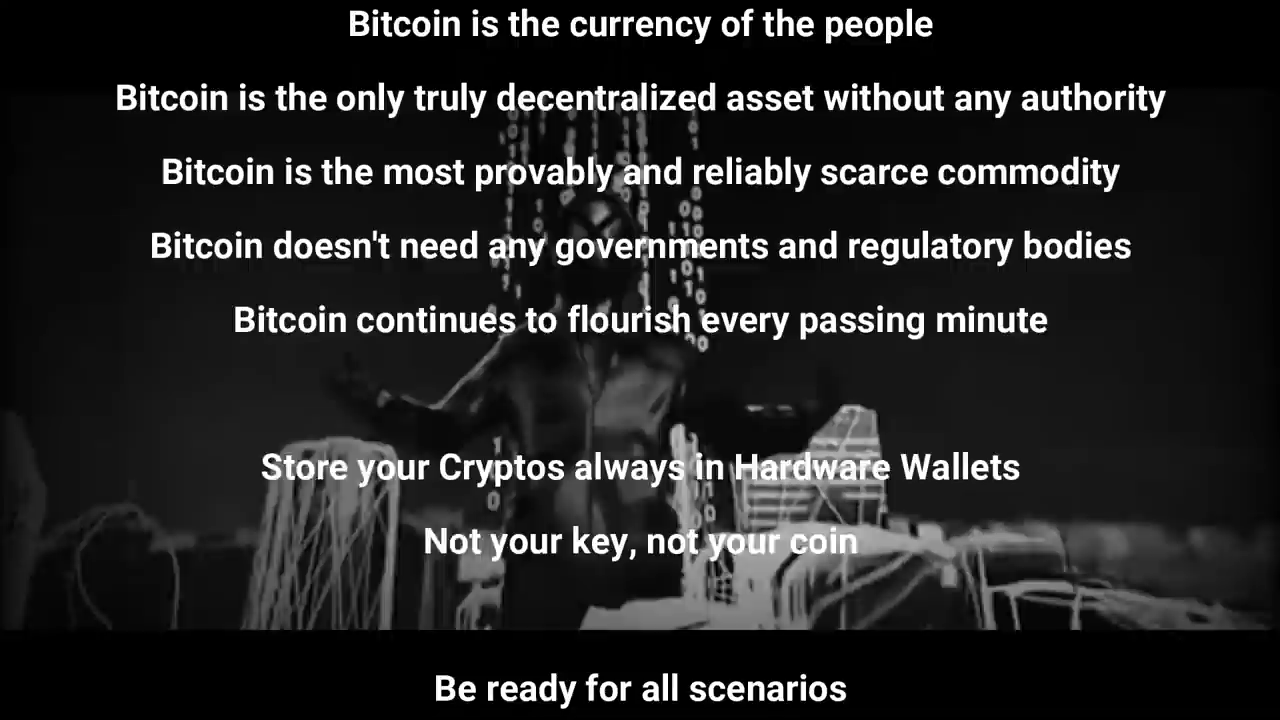 Bitcoin is the currency of the people
Bitcoin is the only truly decentralized asset without any authority
Bitcoin is the most provably and reliably scarce commodity
Bitcoin doesn't need any governments and regulatory bodies
Bitcoin continues to flourish every passing minute
Store your Cryptos always in Hardware Wallets
Not your key, not your coin
Be ready for all scenarios